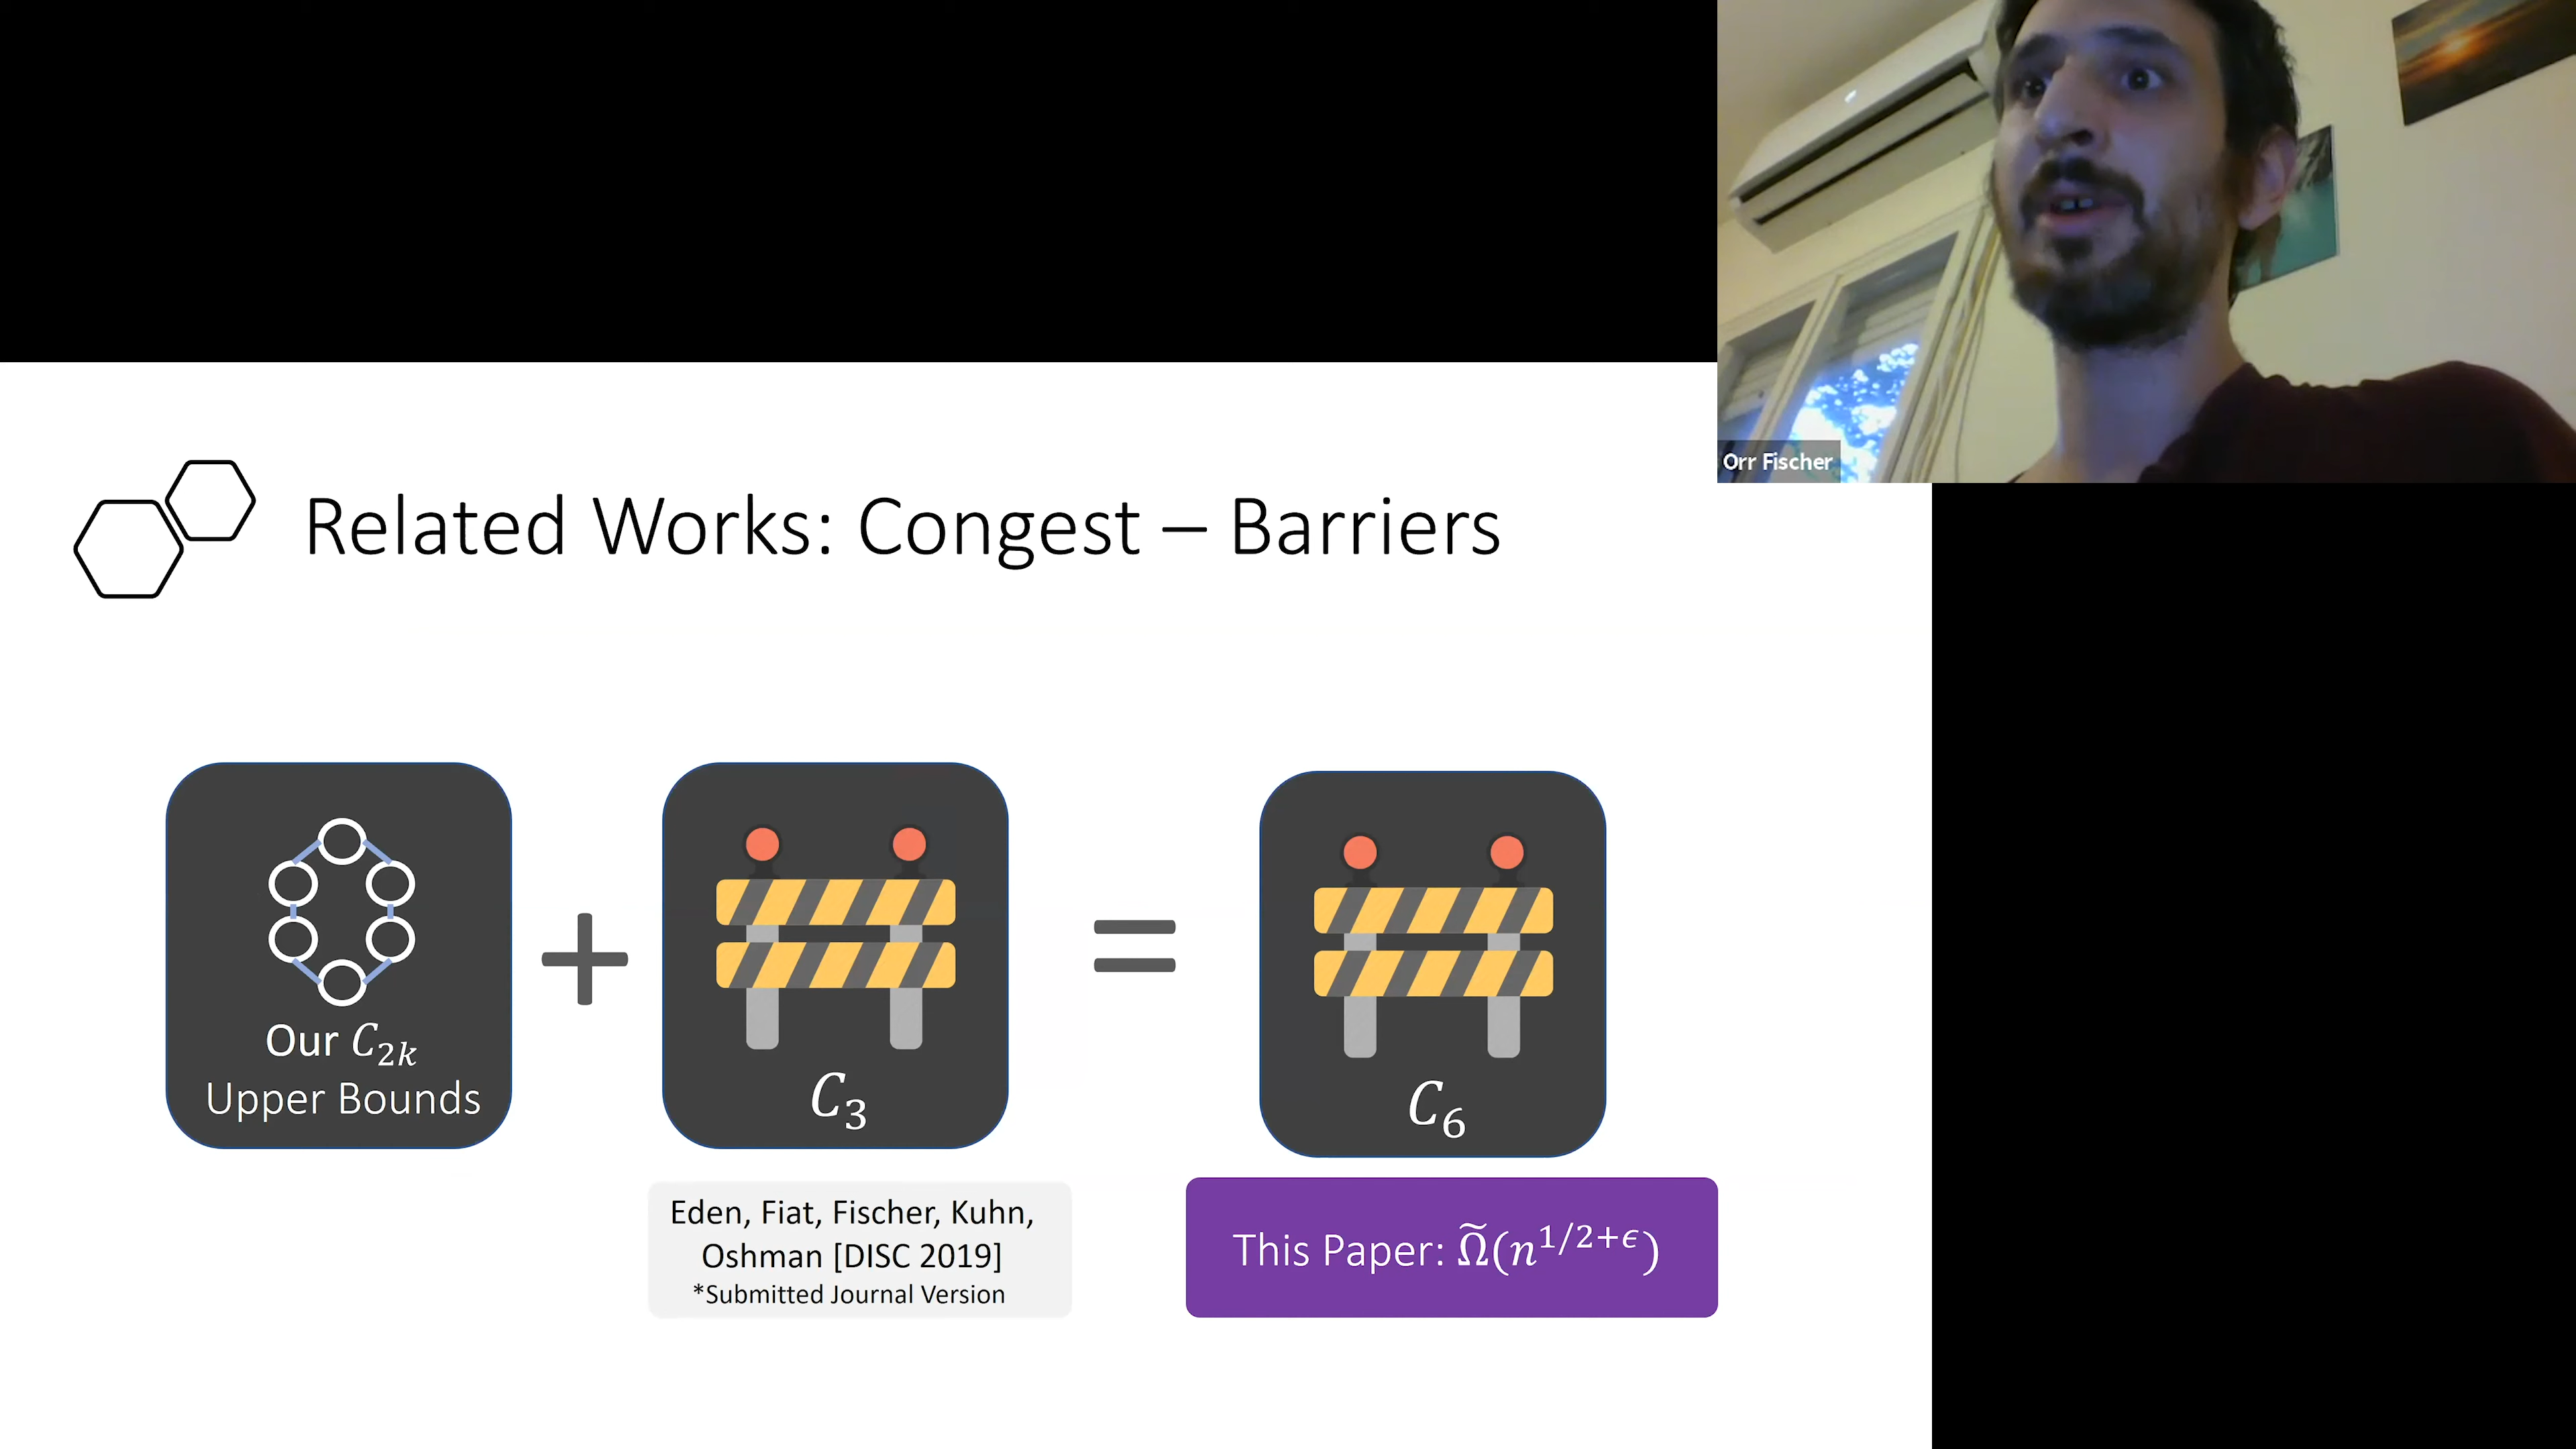 Orr Fischer
Related Works: Congest – Barriers
Our C₂ₖ
Upper Bounds
C₃
C₆
Eden, Fiat, Fischer, Kuhn,
Oshman [DISC 2019]
*Submitted Journal Version
This Paper: Ω̃(n^{1/2+ϵ})